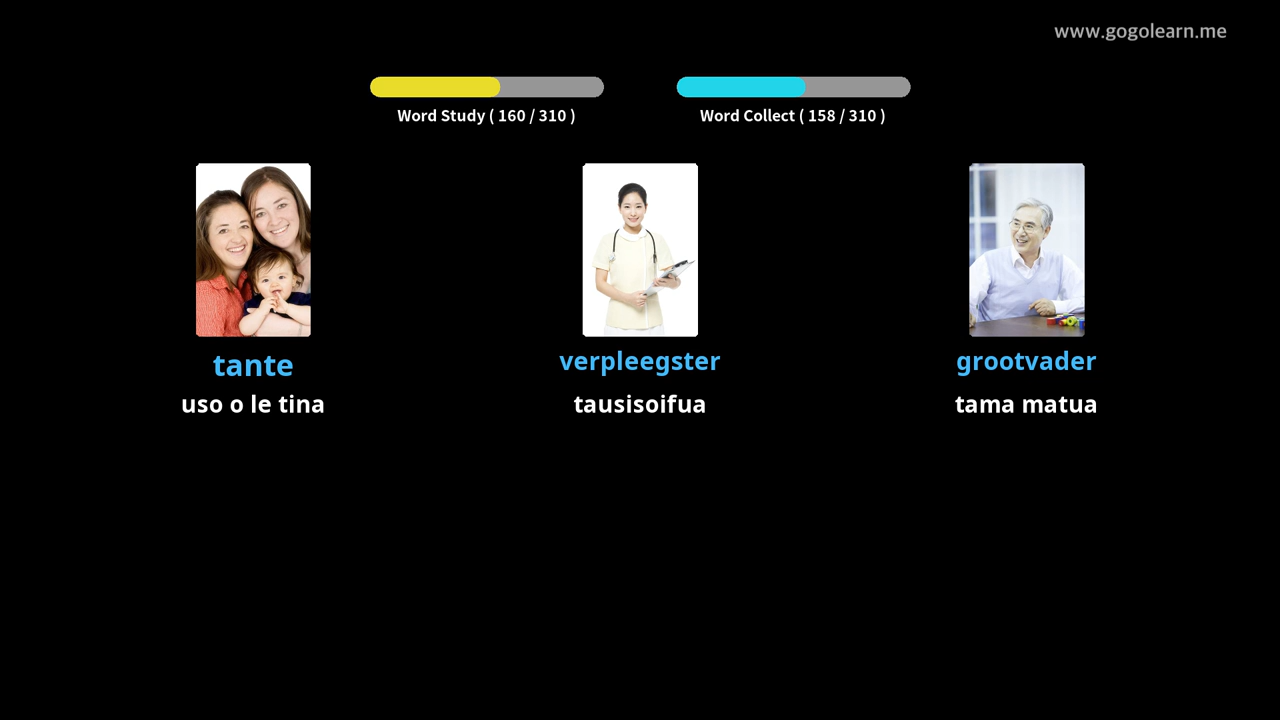 www.gogolearn.me
Word Study ( 160 / 310 )
Word Collect ( 158 / 310 )
tante
verpleegster
grootvader
uso o le tina
tausisoifua
tama matua